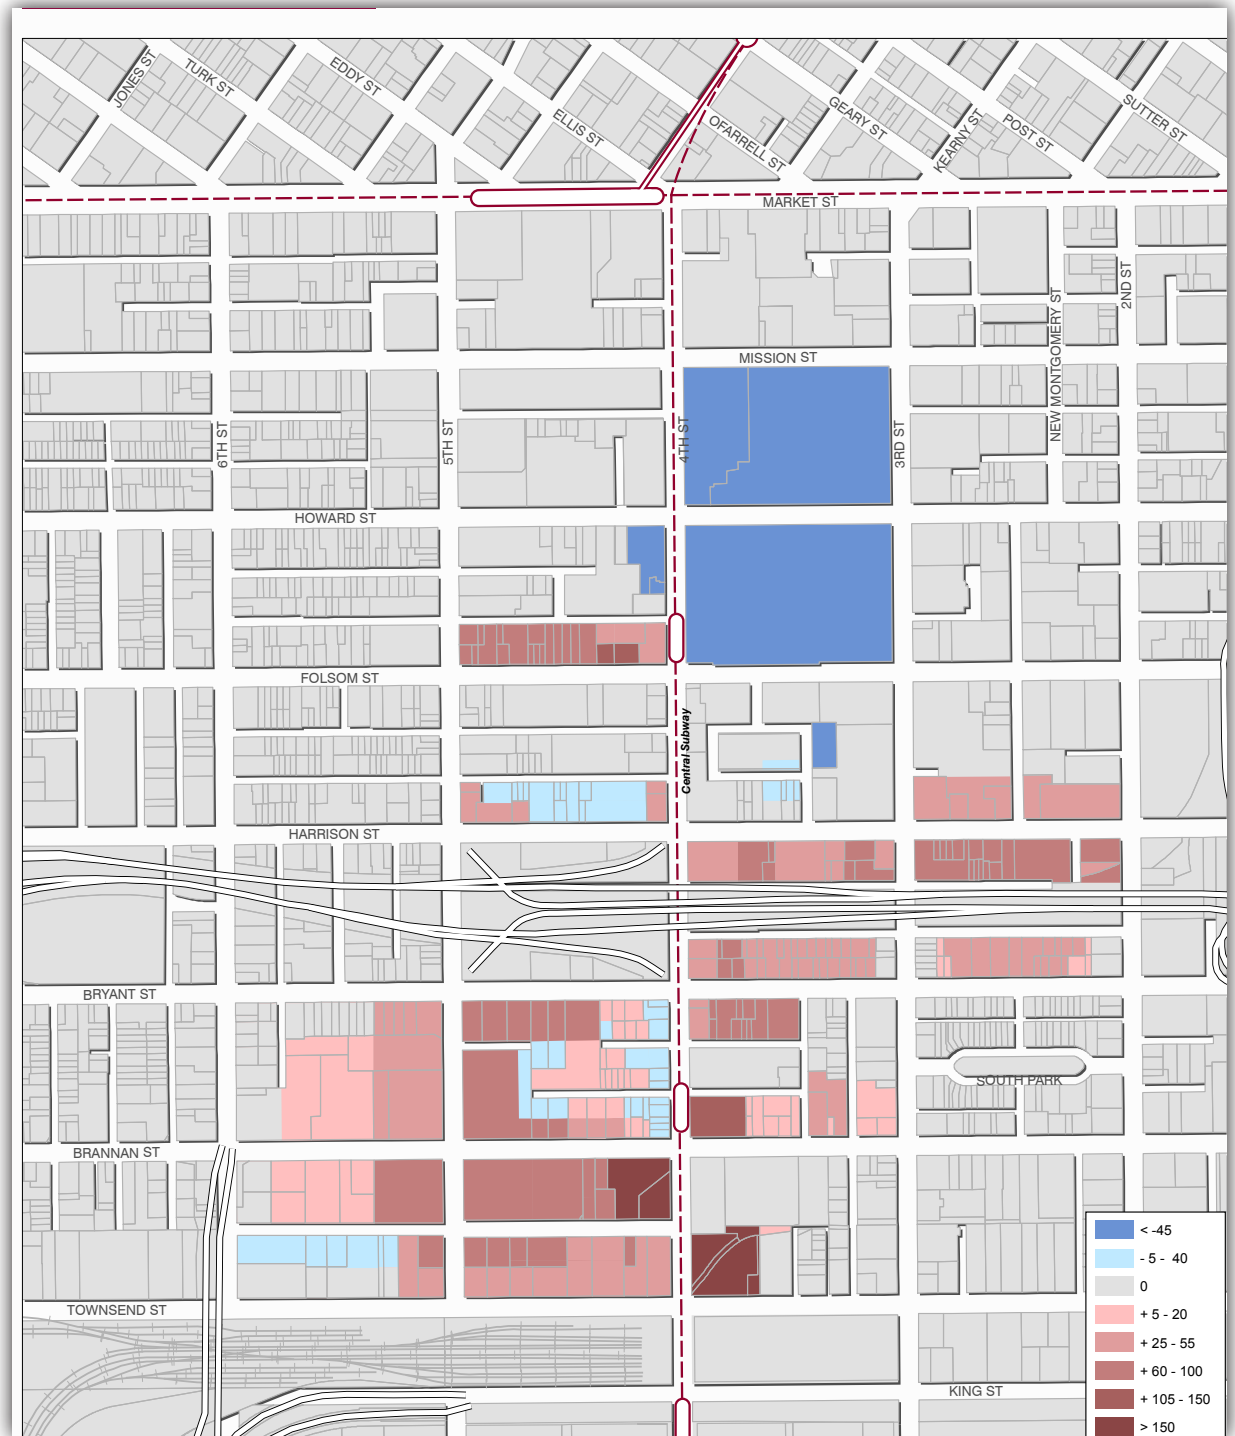 JONES ST
TURK ST
EDDY ST
ELLIS ST
OFARRELL ST
GEARY ST
KEARNY ST
POST ST
SUTTER ST
MARKET ST
2ND ST
NEW MONTGOMERY ST
MISSION ST
6TH ST
5TH ST
4TH ST
3RD ST
HOWARD ST
FOLSOM ST
Central Subway
HARRISON ST
BRYANT ST
SOUTH PARK
BRANNAN ST
TOWNSEND ST
KING ST
< -45
- 5 - 40
0
+ 5 - 20
+ 25 - 55
+ 60 - 100
+ 105 - 150
> 150